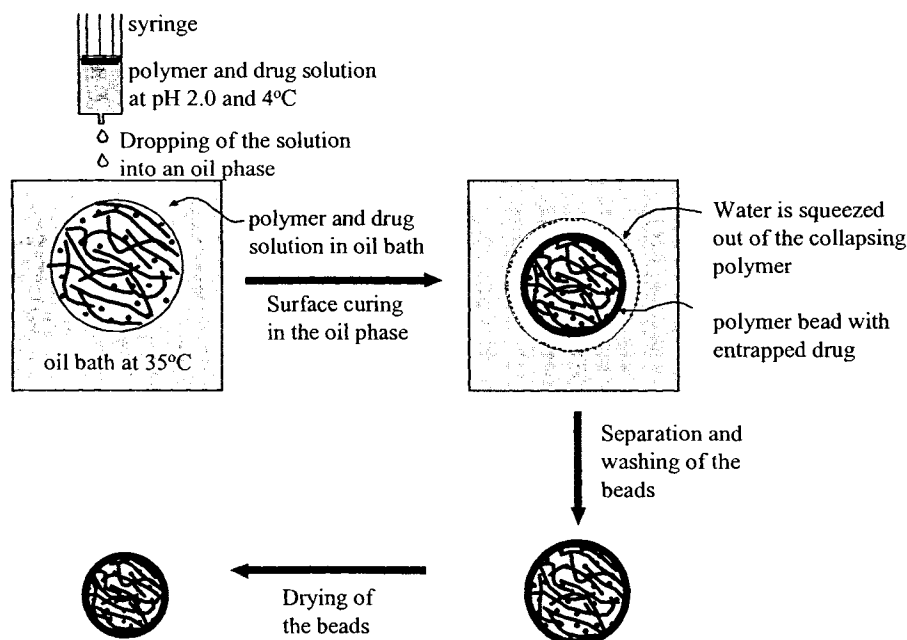 syringe
polymer and drug solution
at pH 2.0 and 4°C
Dropping of the solution
into an oil phase
polymer and drug
solution in oil bath
Surface curing
in the oil phase
oil bath at 35°C
Water is squeezed
out of the collapsing
polymer
polymer bead with
entrapped drug
Separation and
washing of the
beads
Drying of
the beads